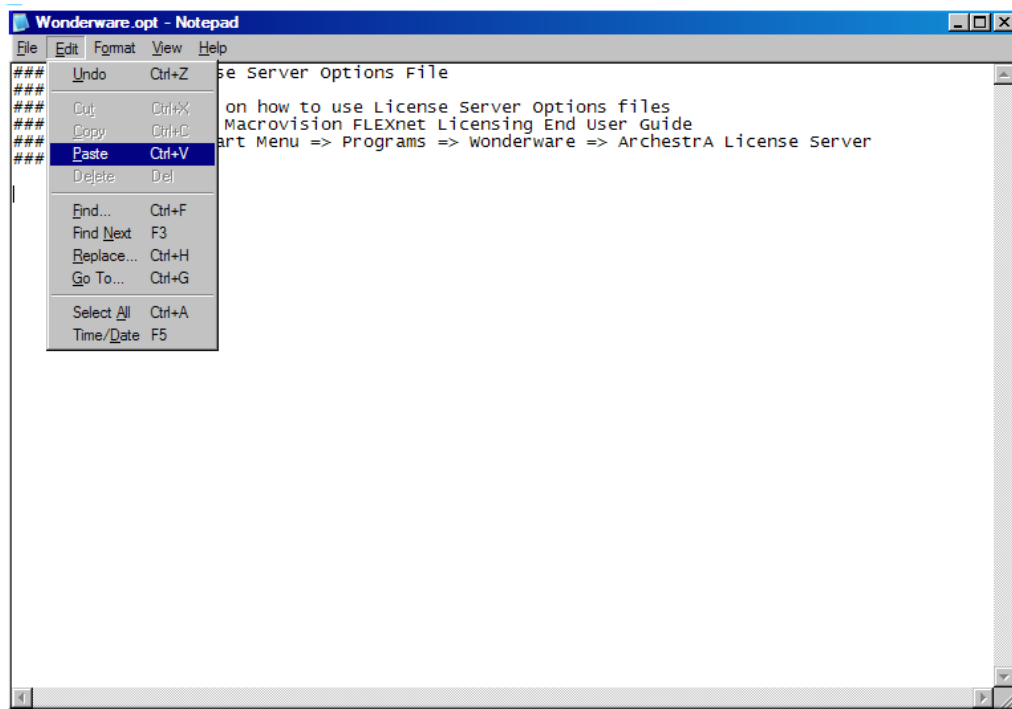 Wonderware.opt - Notepad
File Edit Format View Help
### se Server Options File
###
### on how to use License Server Options files
### Macrovision FLEXnet Licensing End User Guide
### art Menu => Programs => Wonderware => ArchestrA License Server
###
Undo Ctrl+Z
Cut Ctrl+X
Copy Ctrl+C
Paste Ctrl+V
Delete Del
Find... Ctrl+F
Find Next F3
Replace... Ctrl+H
Go To... Ctrl+G
Select All Ctrl+A
Time/Date F5